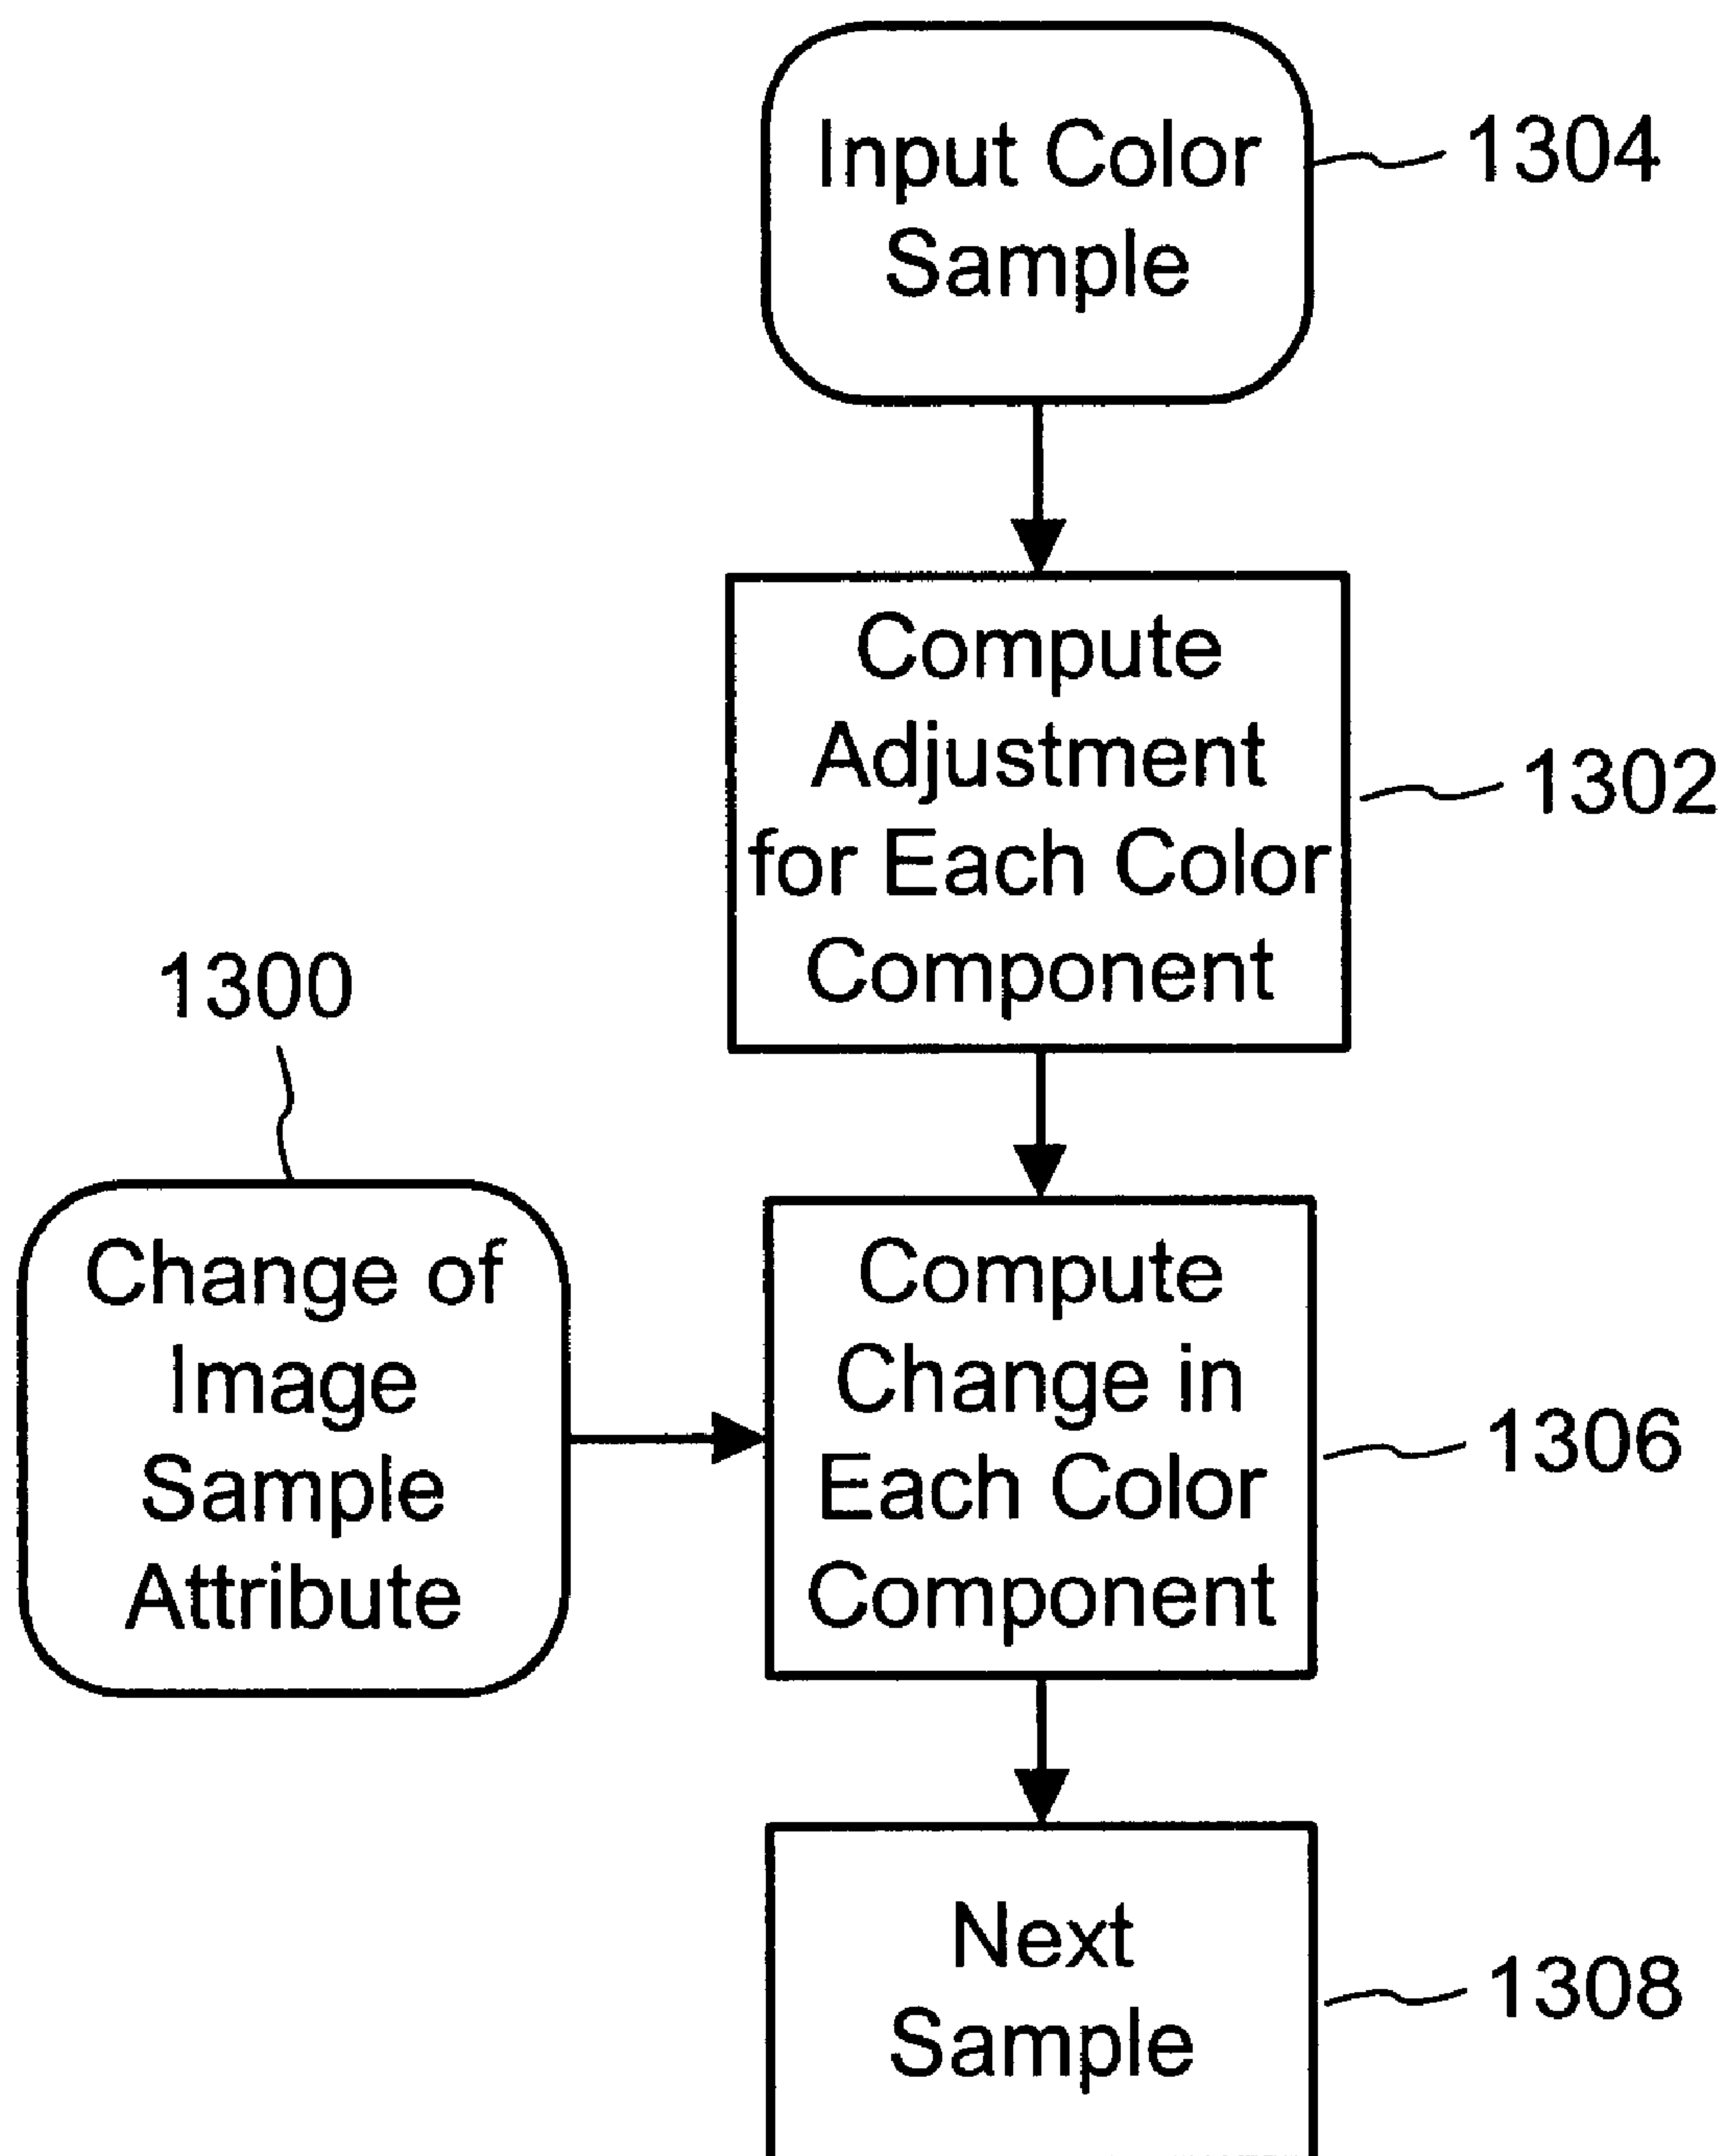 Input Color
Sample
1304
Compute
Adjustment
for Each Color
Component
1302
1300
Change of
Image
Sample
Attribute
Compute
Change in
Each Color
Component
1306
Next
Sample
1308